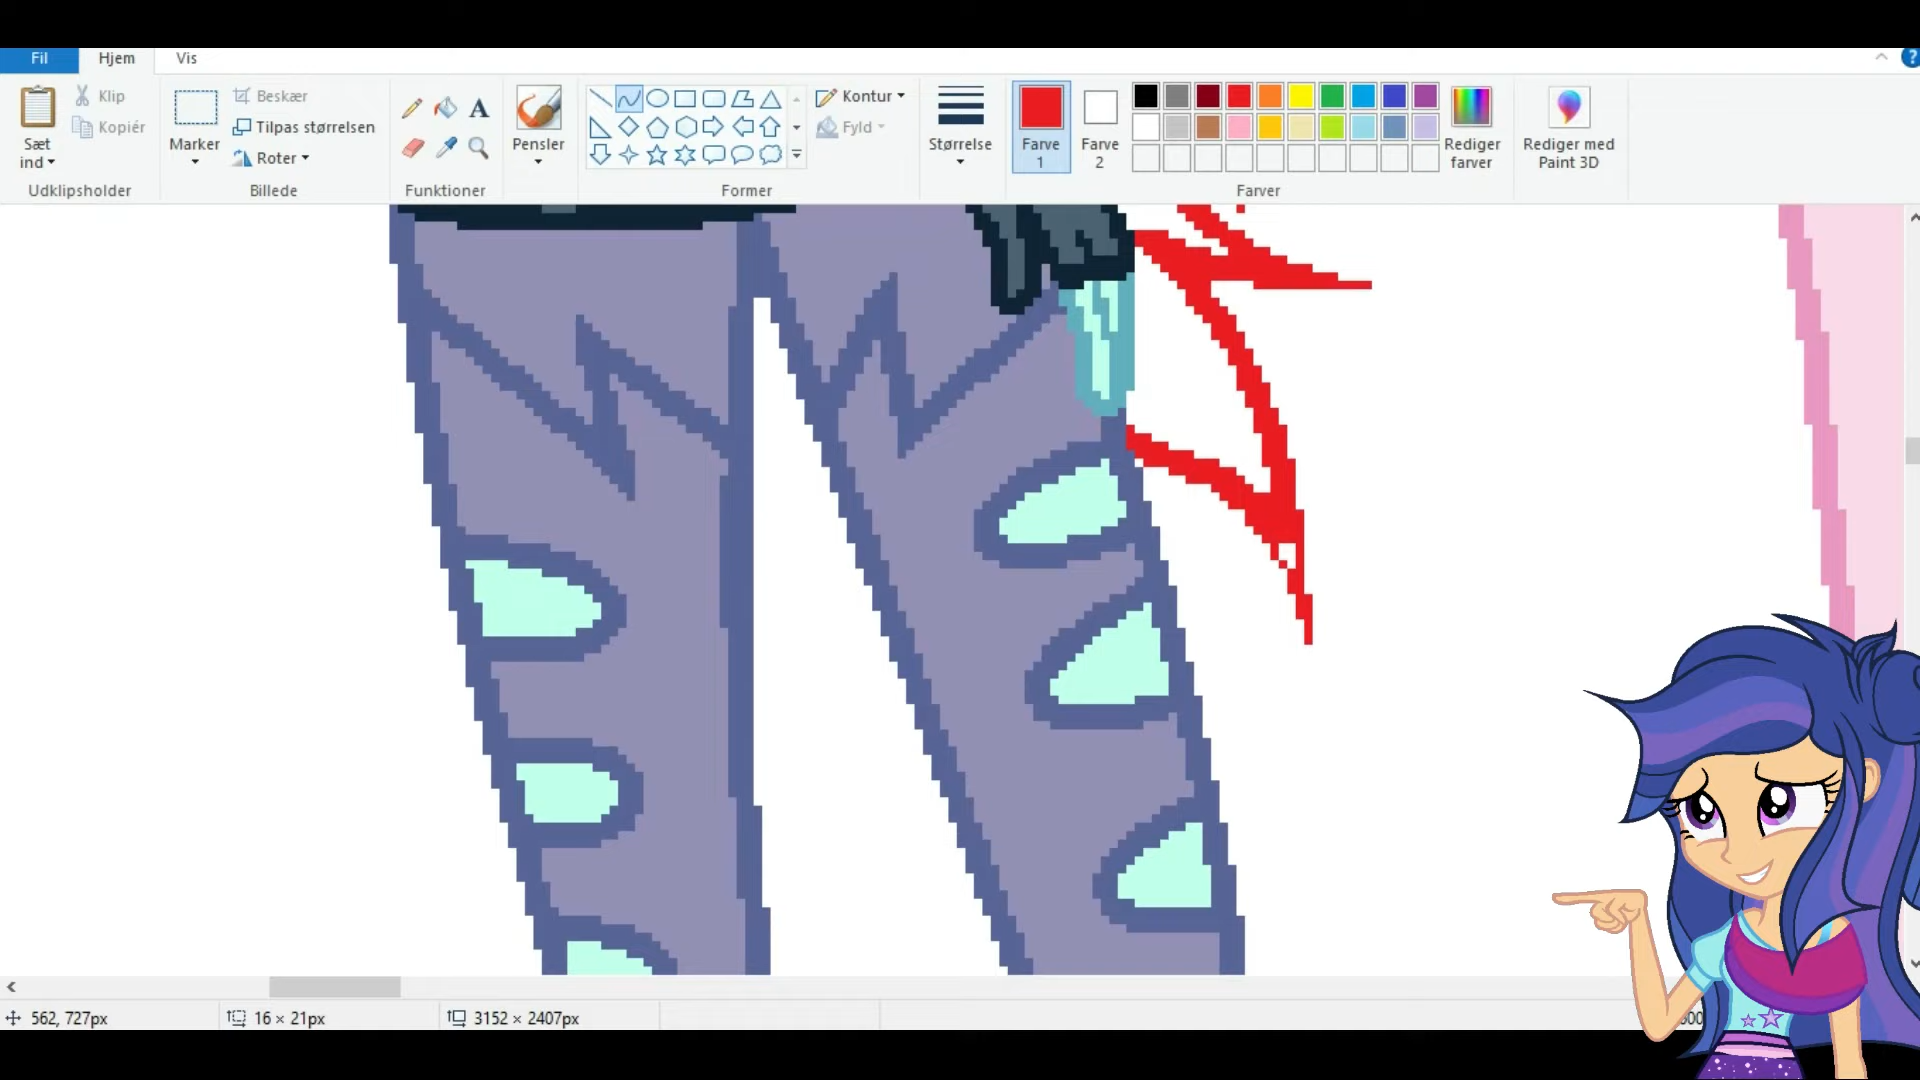 Fil Hjem Vis
Sæt ind
Klip
Kopiér
Udklipsholder
Marker
Beskær
Tilpas størrelsen
Roter
Billede
A
Funktioner
Pensler
Kontur
Fyld
Former
Størrelse
Farve 1
Farve 2
Rediger farver
Farver
Rediger med Paint 3D
?
562, 727px
16 × 21px
3152 × 2407px